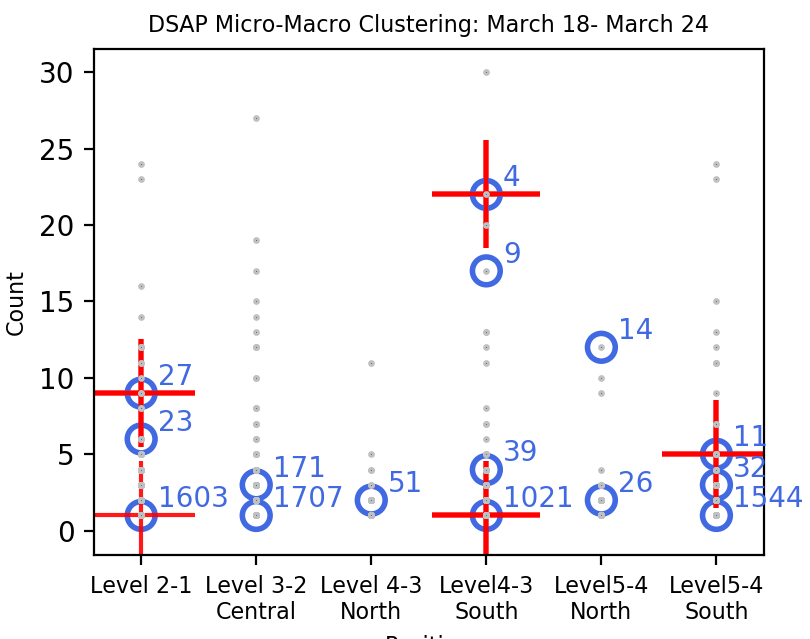 DSAP Micro-Macro Clustering: March 18- March 24
30
25
20
15
10
5
0
Count
4
9
14
27
23
11
39
171
32
51
26
1603
1707
1021
1544
Level 2-1
Level 3-2
Central
Level 4-3
North
Level4-3
South
Level5-4
North
Level5-4
South